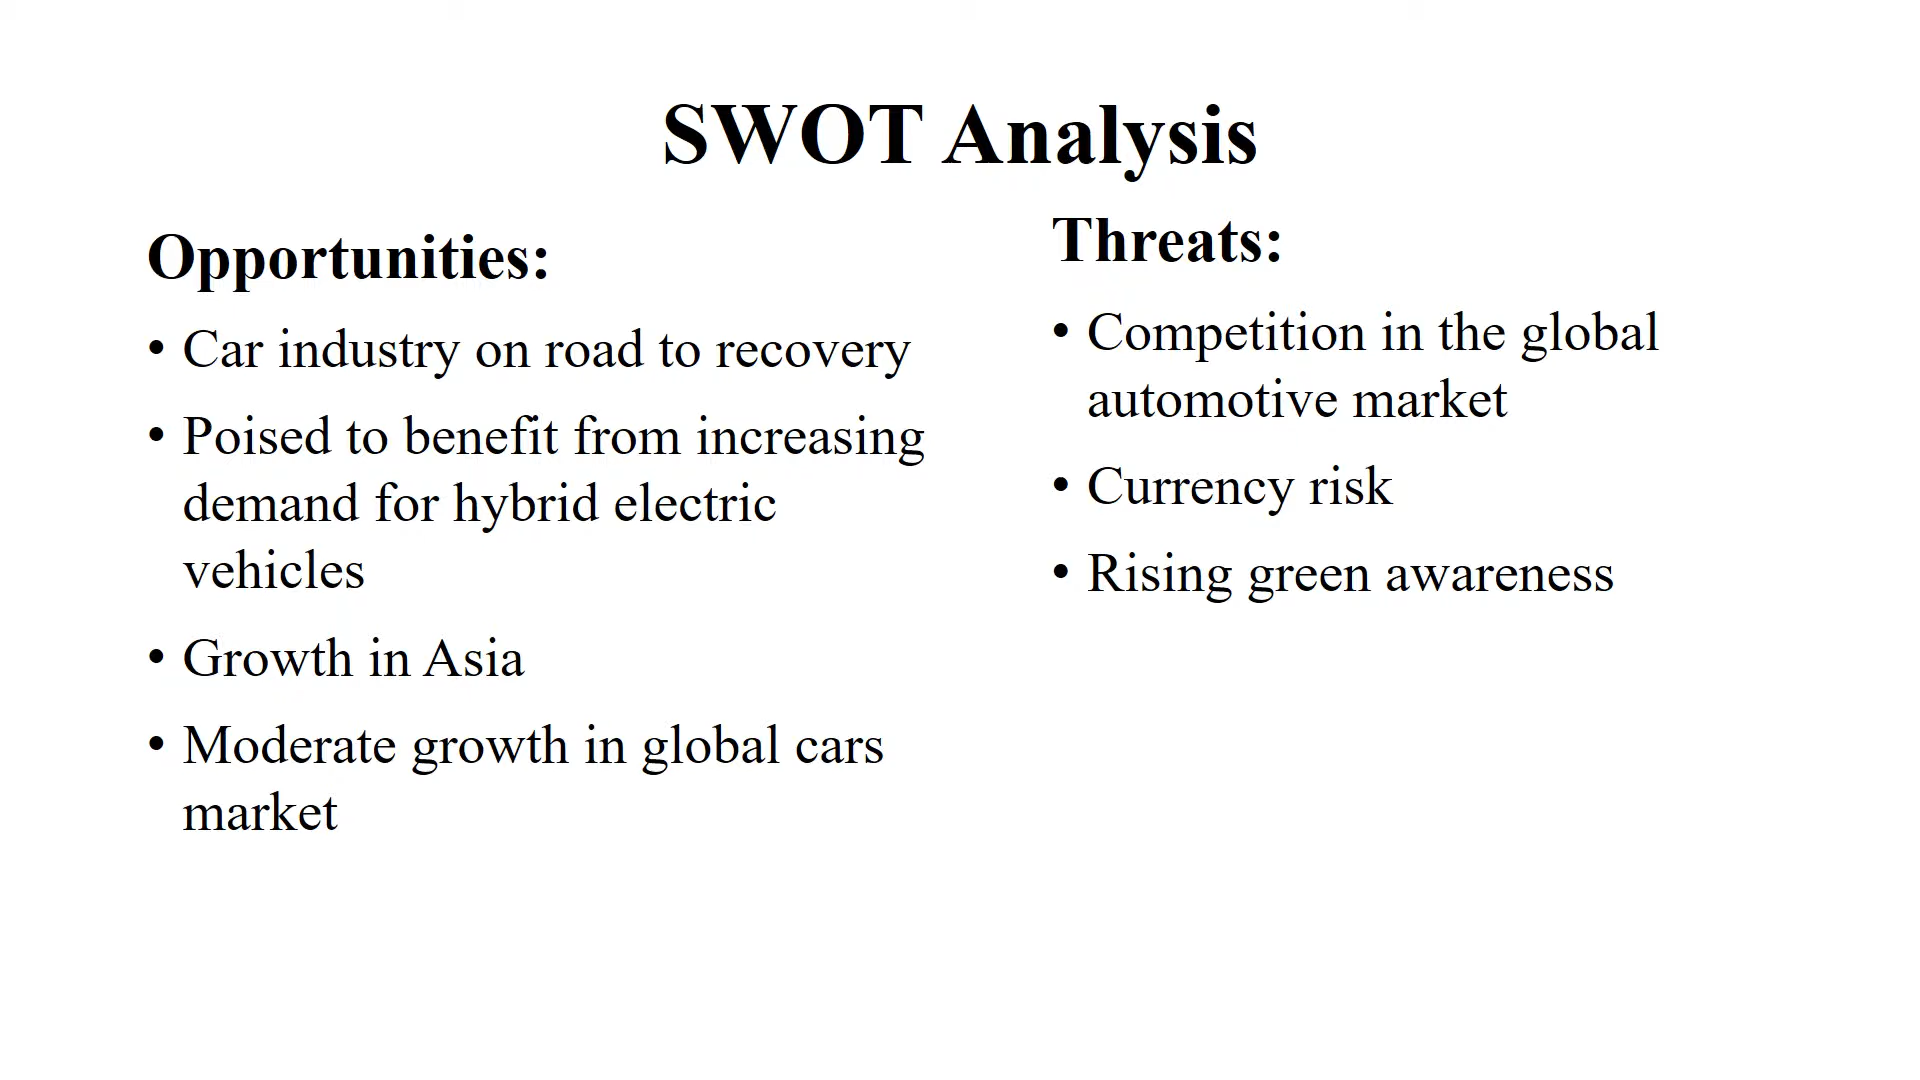 SWOT Analysis
Opportunities:
• Car industry on road to recovery
• Poised to benefit from increasing
demand for hybrid electric
vehicles
• Growth in Asia
• Moderate growth in global cars
market
Threats:
• Competition in the global
automotive market
• Currency risk
• Rising green awareness